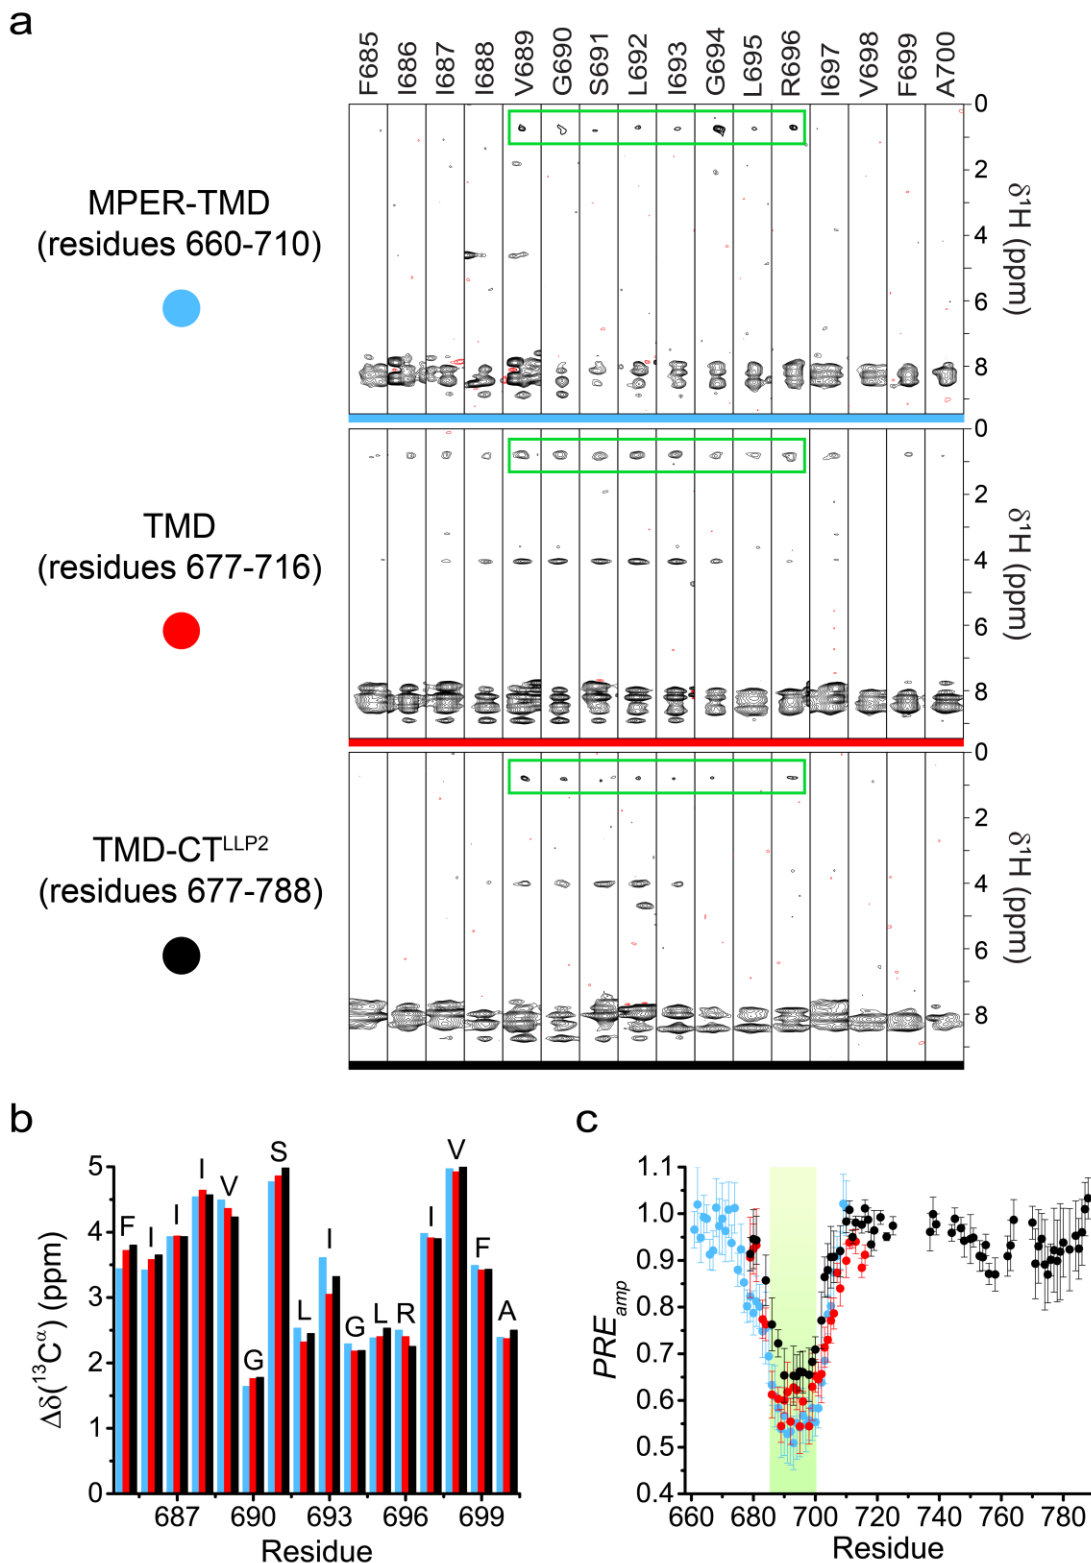 a
F685 I686 I687 I688 V689 G690 S691 L692 I693 G694 L695 R696 I697 V698 F699 A700
MPER-TMD
(residues 660-710)
0
2
4
6
8
δ¹H (ppm)
TMD
(residues 677-716)
0
2
4
6
8
δ¹H (ppm)
TMD-CT^LLP2
(residues 677-788)
0
2
4
6
8
δ¹H (ppm)
b
5
4
3
2
1
0
Δδ(¹³Cᵅ) (ppm)
F I I I V G S L I G L R I V F A
687 690 693 696 699
Residue
c
1.1
1.0
0.9
0.8
0.7
0.6
0.5
0.4
PRE_amp
660 680 700 720 740 760 780
Residue